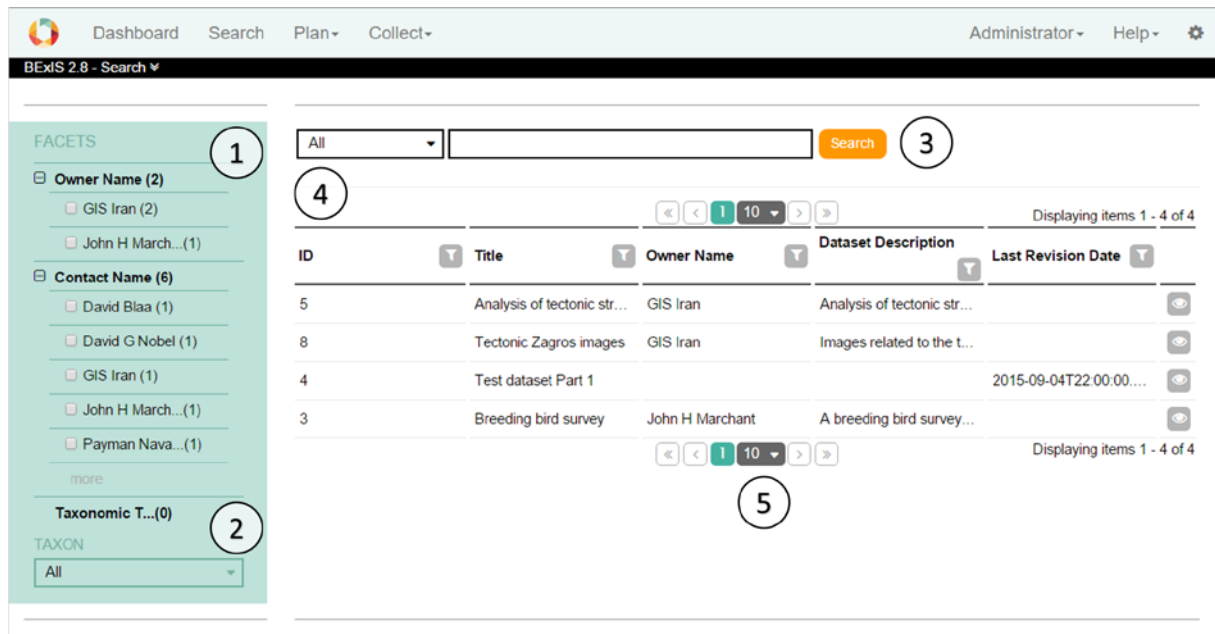 Dashboard Search Plan Collect Administrator Help
BExIS 2.8 - Search
FACETS
1
Owner Name (2)
GIS Iran (2)
John H March...(1)
Contact Name (6)
David Blaa (1)
David G Nobel (1)
GIS Iran (1)
John H March...(1)
Payman Nava...(1)
more
Taxonomic T...(0)
2
TAXON
All
All Search 3
4
« < 1 10 > » Displaying items 1 - 4 of 4
ID Title Owner Name Dataset Description Last Revision Date
5 Analysis of tectonic str... GIS Iran Analysis of tectonic str...
8 Tectonic Zagros images GIS Iran Images related to the t...
4 Test dataset Part 1 2015-09-04T22:00:00....
3 Breeding bird survey John H Marchant A breeding bird survey...
« < 1 10 > » Displaying items 1 - 4 of 4
5